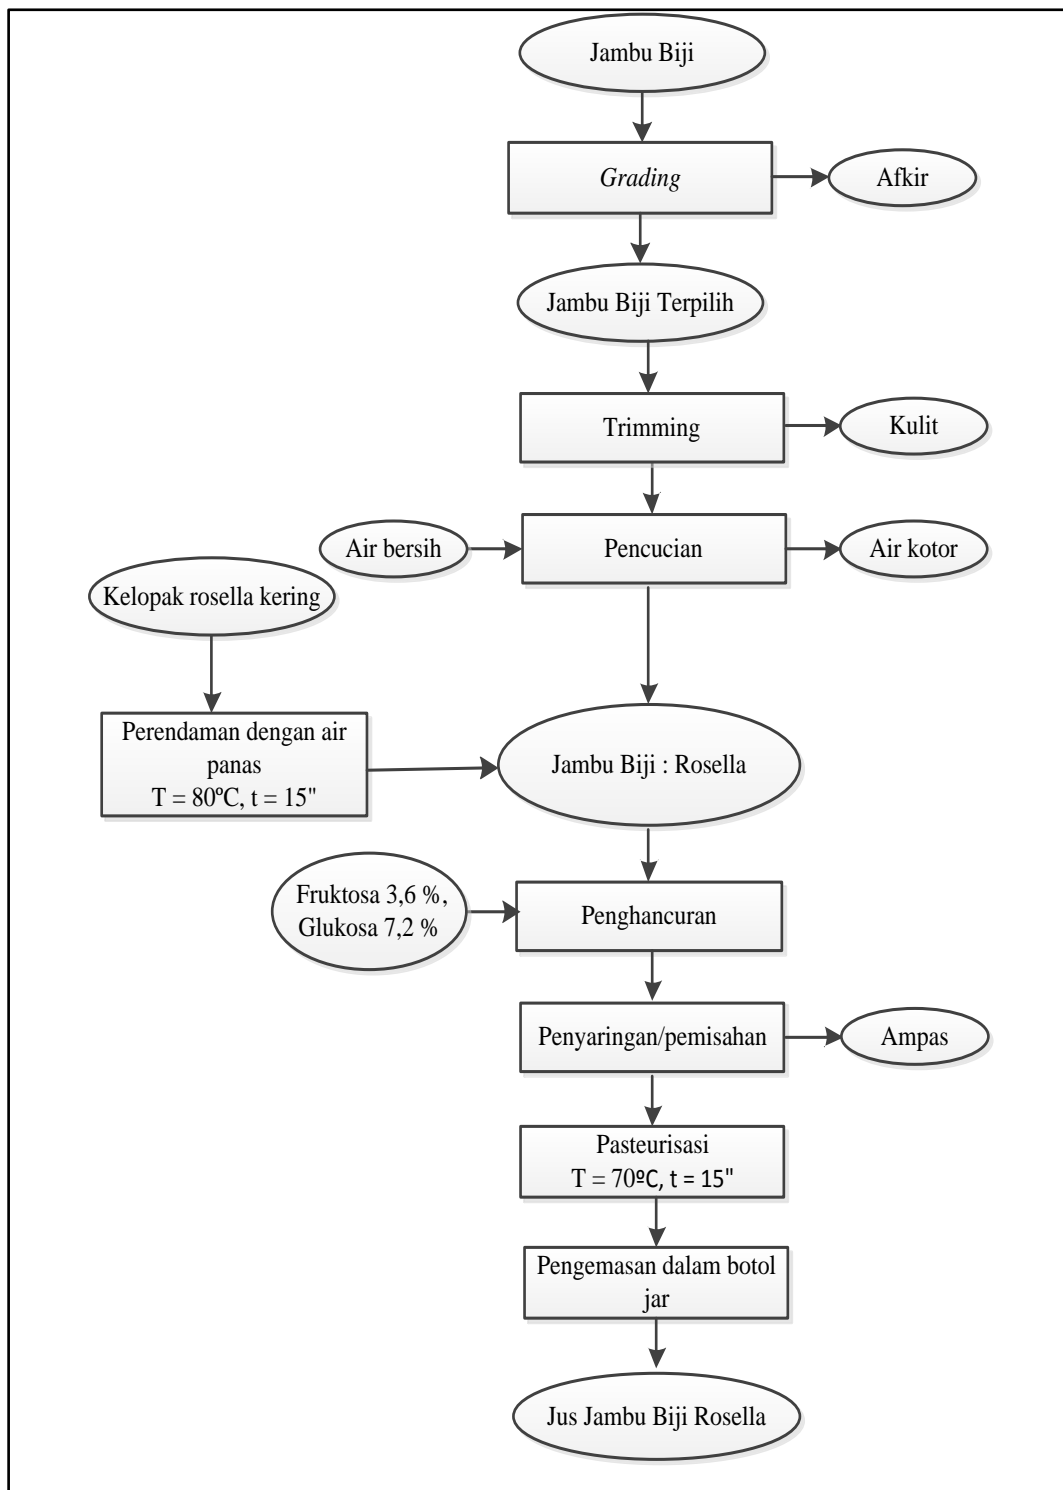 Jambu Biji
Grading
Afkir
Jambu Biji Terpilih
Trimming
Kulit
Air bersih
Pencucian
Air kotor
Kelopak rosella kering
Perendaman dengan air
panas
T = 80ºC, t = 15"
Jambu Biji : Rosella
Fruktosa 3,6 %,
Glukosa 7,2 %
Penghancuran
Penyaringan/pemisahan
Ampas
Pasteurisasi
T = 70ºC, t = 15"
Pengemasan dalam botol
jar
Jus Jambu Biji Rosella